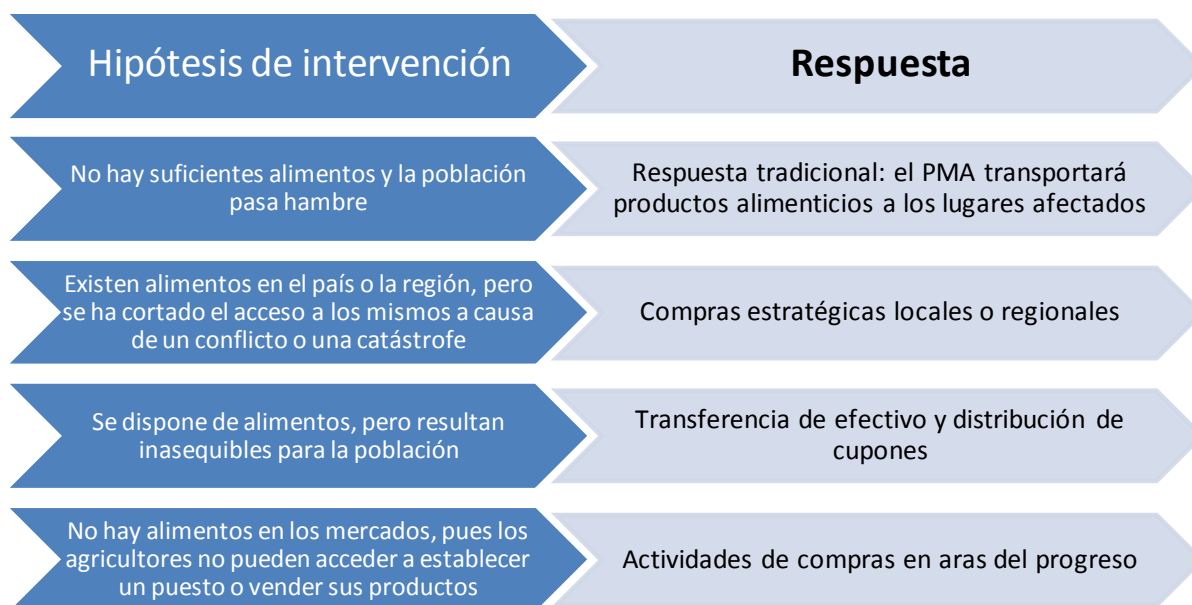 Hipótesis de intervención
Respuesta
No hay suficientes alimentos y la población
pasa hambre
Respuesta tradicional: el PMA transportará
productos alimenticios a los lugares afectados
Existen alimentos en el país o la región, pero
se ha cortado el acceso a los mismos a causa
de un conflicto o una catástrofe
Compras estratégicas locales o regionales
Se dispone de alimentos, pero resultan
inasequibles para la población
Transferencia de efectivo y distribución de
cupones
No hay alimentos en los mercados, pues los
agricultores no pueden acceder a establecer
un puesto o vender sus productos
Actividades de compras en aras del progreso